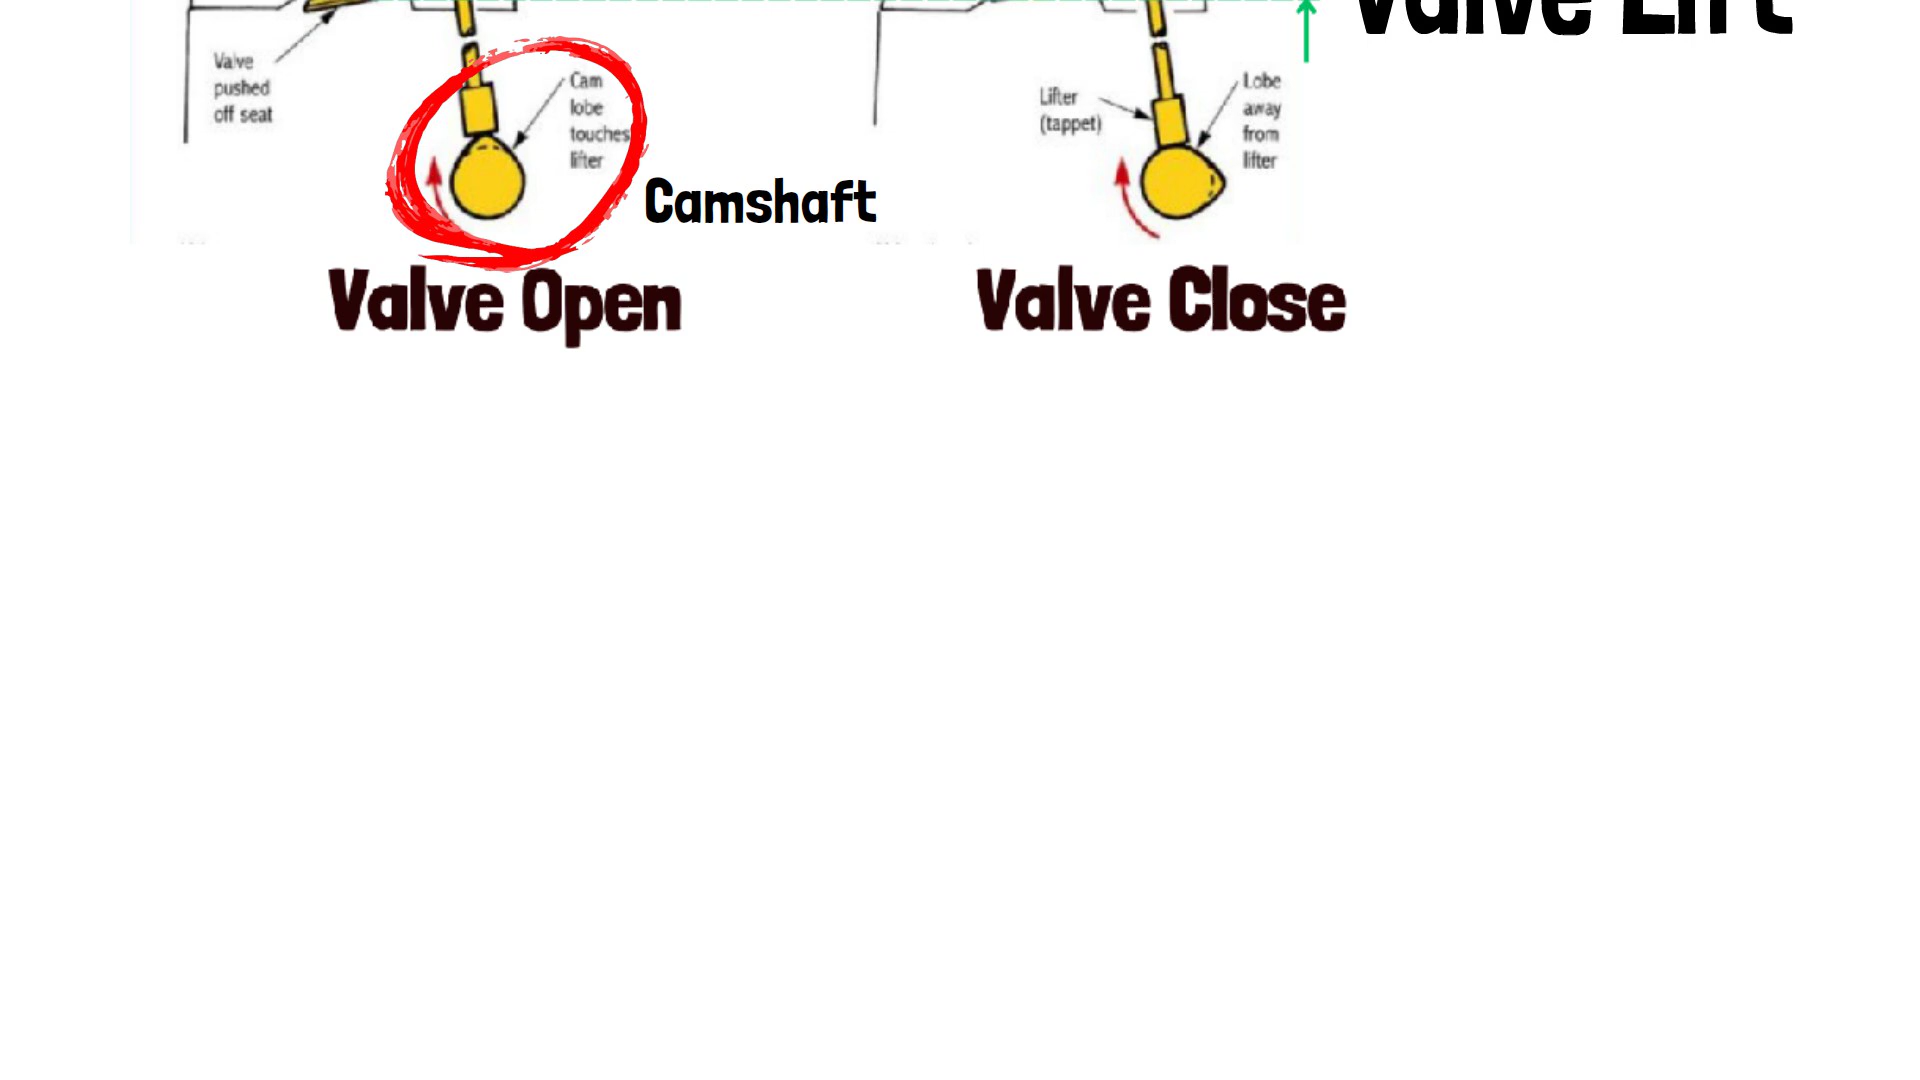 Valve Lift
Valve
pushed
off seat
Cam
lobe
touches
lifter
Camshaft
Lifter
(tappet)
Lobe
away
from
lifter
Valve Open
Valve Close